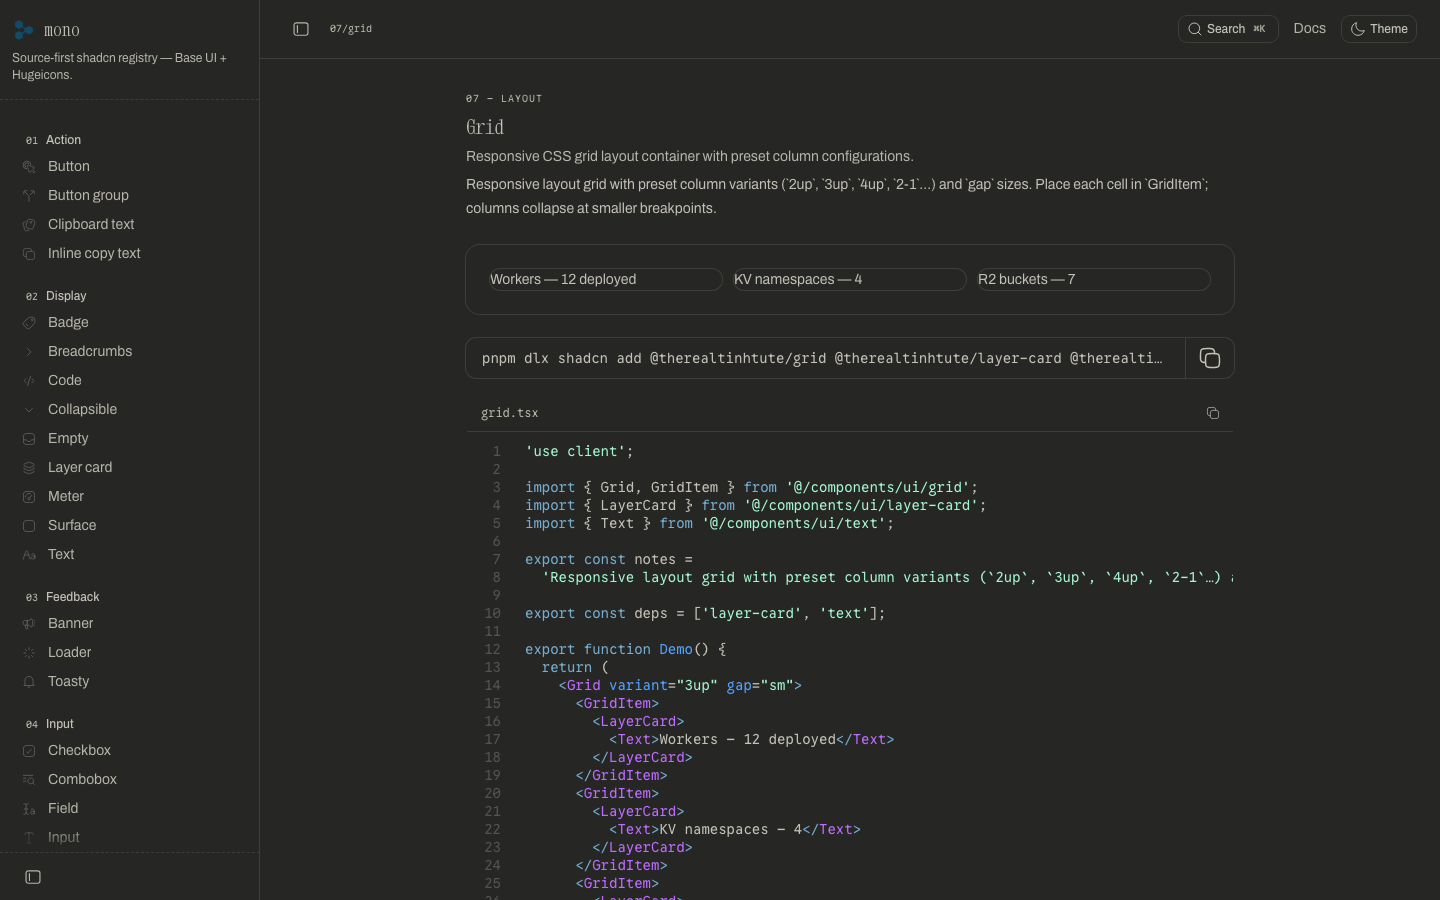 mono
Source-first shadcn registry — Base UI +
Hugeicons.
01 Action
Button
Button group
Clipboard text
Inline copy text
02 Display
Badge
Breadcrumbs
Code
Collapsible
Empty
Layer card
Meter
Surface
Text
03 Feedback
Banner
Loader
Toasty
04 Input
Checkbox
Combobox
Field
Input
07/grid
Search ⌘K
Docs
Theme
07 — LAYOUT
Grid
Responsive CSS grid layout container with preset column configurations.
Responsive layout grid with preset column variants (`2up`, `3up`, `4up`, `2-1`…) and `gap` sizes. Place each cell in `GridItem`;
columns collapse at smaller breakpoints.
Workers — 12 deployed
KV namespaces — 4
R2 buckets — 7
pnpm dlx shadcn add @therealtinhtute/grid @therealtinhtute/layer-card @therealti…
grid.tsx
1 'use client';
2
3 import { Grid, GridItem } from '@/components/ui/grid';
4 import { LayerCard } from '@/components/ui/layer-card';
5 import { Text } from '@/components/ui/text';
6
7 export const notes =
8 'Responsive layout grid with preset column variants (`2up`, `3up`, `4up`, `2-1`…)
9
10 export const deps = ['layer-card', 'text'];
11
12 export function Demo() {
13 return (
14 <Grid variant="3up" gap="sm">
15 <GridItem>
16 <LayerCard>
17 <Text>Workers — 12 deployed</Text>
18 </LayerCard>
19 </GridItem>
20 <GridItem>
21 <LayerCard>
22 <Text>KV namespaces — 4</Text>
23 </LayerCard>
24 </GridItem>
25 <GridItem>